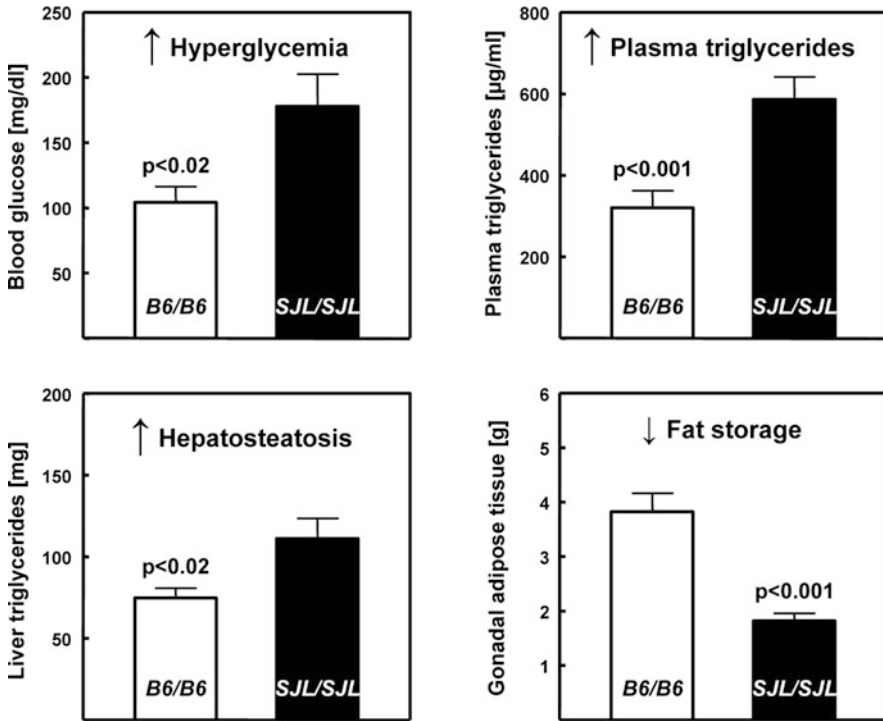 Blood glucose [mg/dl]
250
200
150
100
50
↑ Hyperglycemia
p<0.02
B6/B6
SJL/SJL
Plasma triglycerides [µg/ml]
800
600
400
200
↑ Plasma triglycerides
p<0.001
B6/B6
SJL/SJL
Liver triglycerides [mg]
200
150
100
50
↑ Hepatosteatosis
p<0.02
B6/B6
SJL/SJL
Gonadal adipose tissue [g]
6
5
4
3
2
1
↓ Fat storage
p<0.001
B6/B6
SJL/SJL